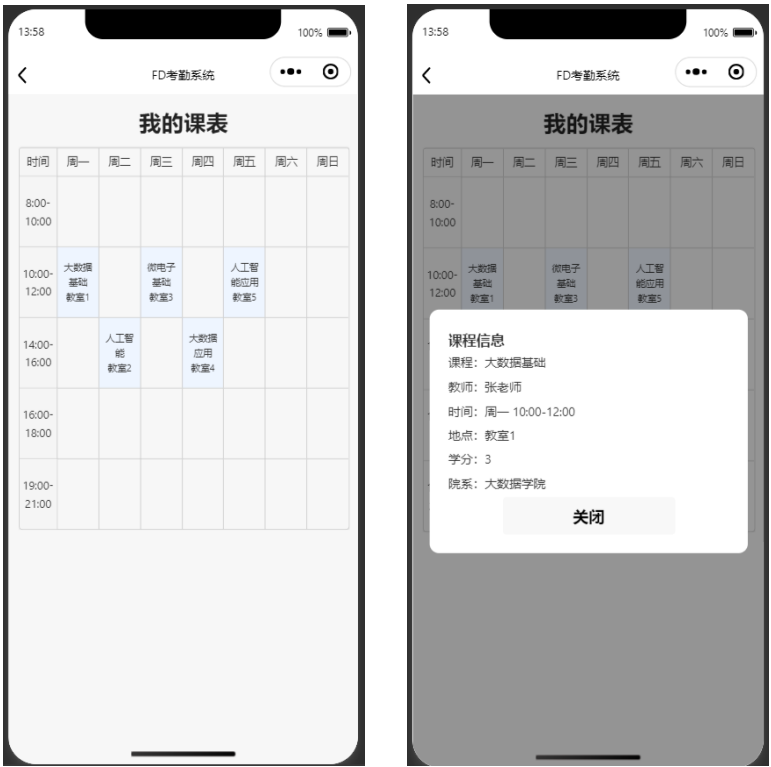 13:58
100%
FD考勤系统
我的课表
时间 周一 周二 周三 周四 周五 周六 周日
8:00-
10:00
10:00-
12:00
大数据
基础
教室1
微电子
基础
教室3
人工智
能应用
教室5
14:00-
16:00
人工智
能
教室2
大数据
应用
教室4
16:00-
18:00
19:00-
21:00
13:58
100%
FD考勤系统
我的课表
时间 周一 周二 周三 周四 周五 周六 周日
8:00-
10:00
10:00-
12:00
大数据
基础
教室1
微电子
基础
教室3
人工智
能应用
教室5
课程信息
课程：大数据基础
教师：张老师
时间：周一 10:00-12:00
地点：教室1
学分：3
院系：大数据学院
关闭